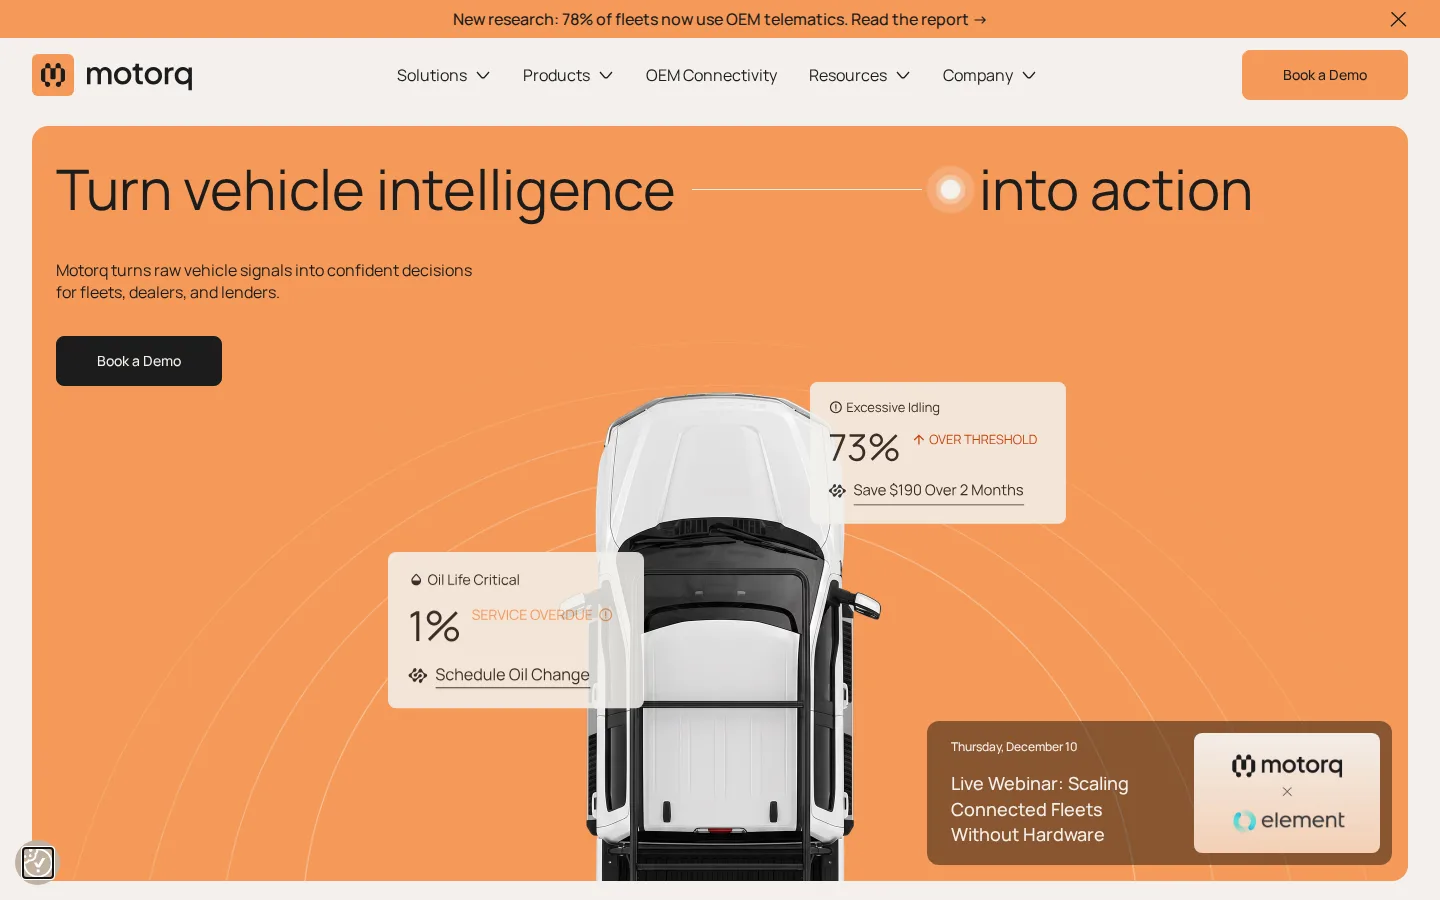 New research: 78% of fleets now use OEM telematics. Read the report →
motorq
Solutions
Products
OEM Connectivity
Resources
Company
Book a Demo
Turn vehicle intelligence into action
Motorq turns raw vehicle signals into confident decisions
for fleets, dealers, and lenders.
Book a Demo
Excessive Idling
73% ↑ OVER THRESHOLD
Save $190 Over 2 Months
Oil Life Critical
1% SERVICE OVERDUE
Schedule Oil Change
Thursday, December 10
Live Webinar: Scaling
Connected Fleets
Without Hardware
motorq
×
element